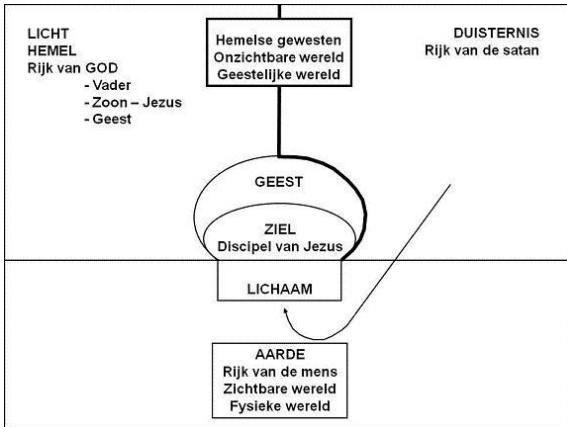 LICHT
HEMEL
Rijk van GOD
- Vader
- Zoon – Jezus
- Geest
Hemelse gewesten
Onzichtbare wereld
Geestelijke wereld
DUISTERNIS
Rijk van de satan
GEEST
ZIEL
Discipel van Jezus
LICHAAM
AARDE
Rijk van de mens
Zichtbare wereld
Fysieke wereld